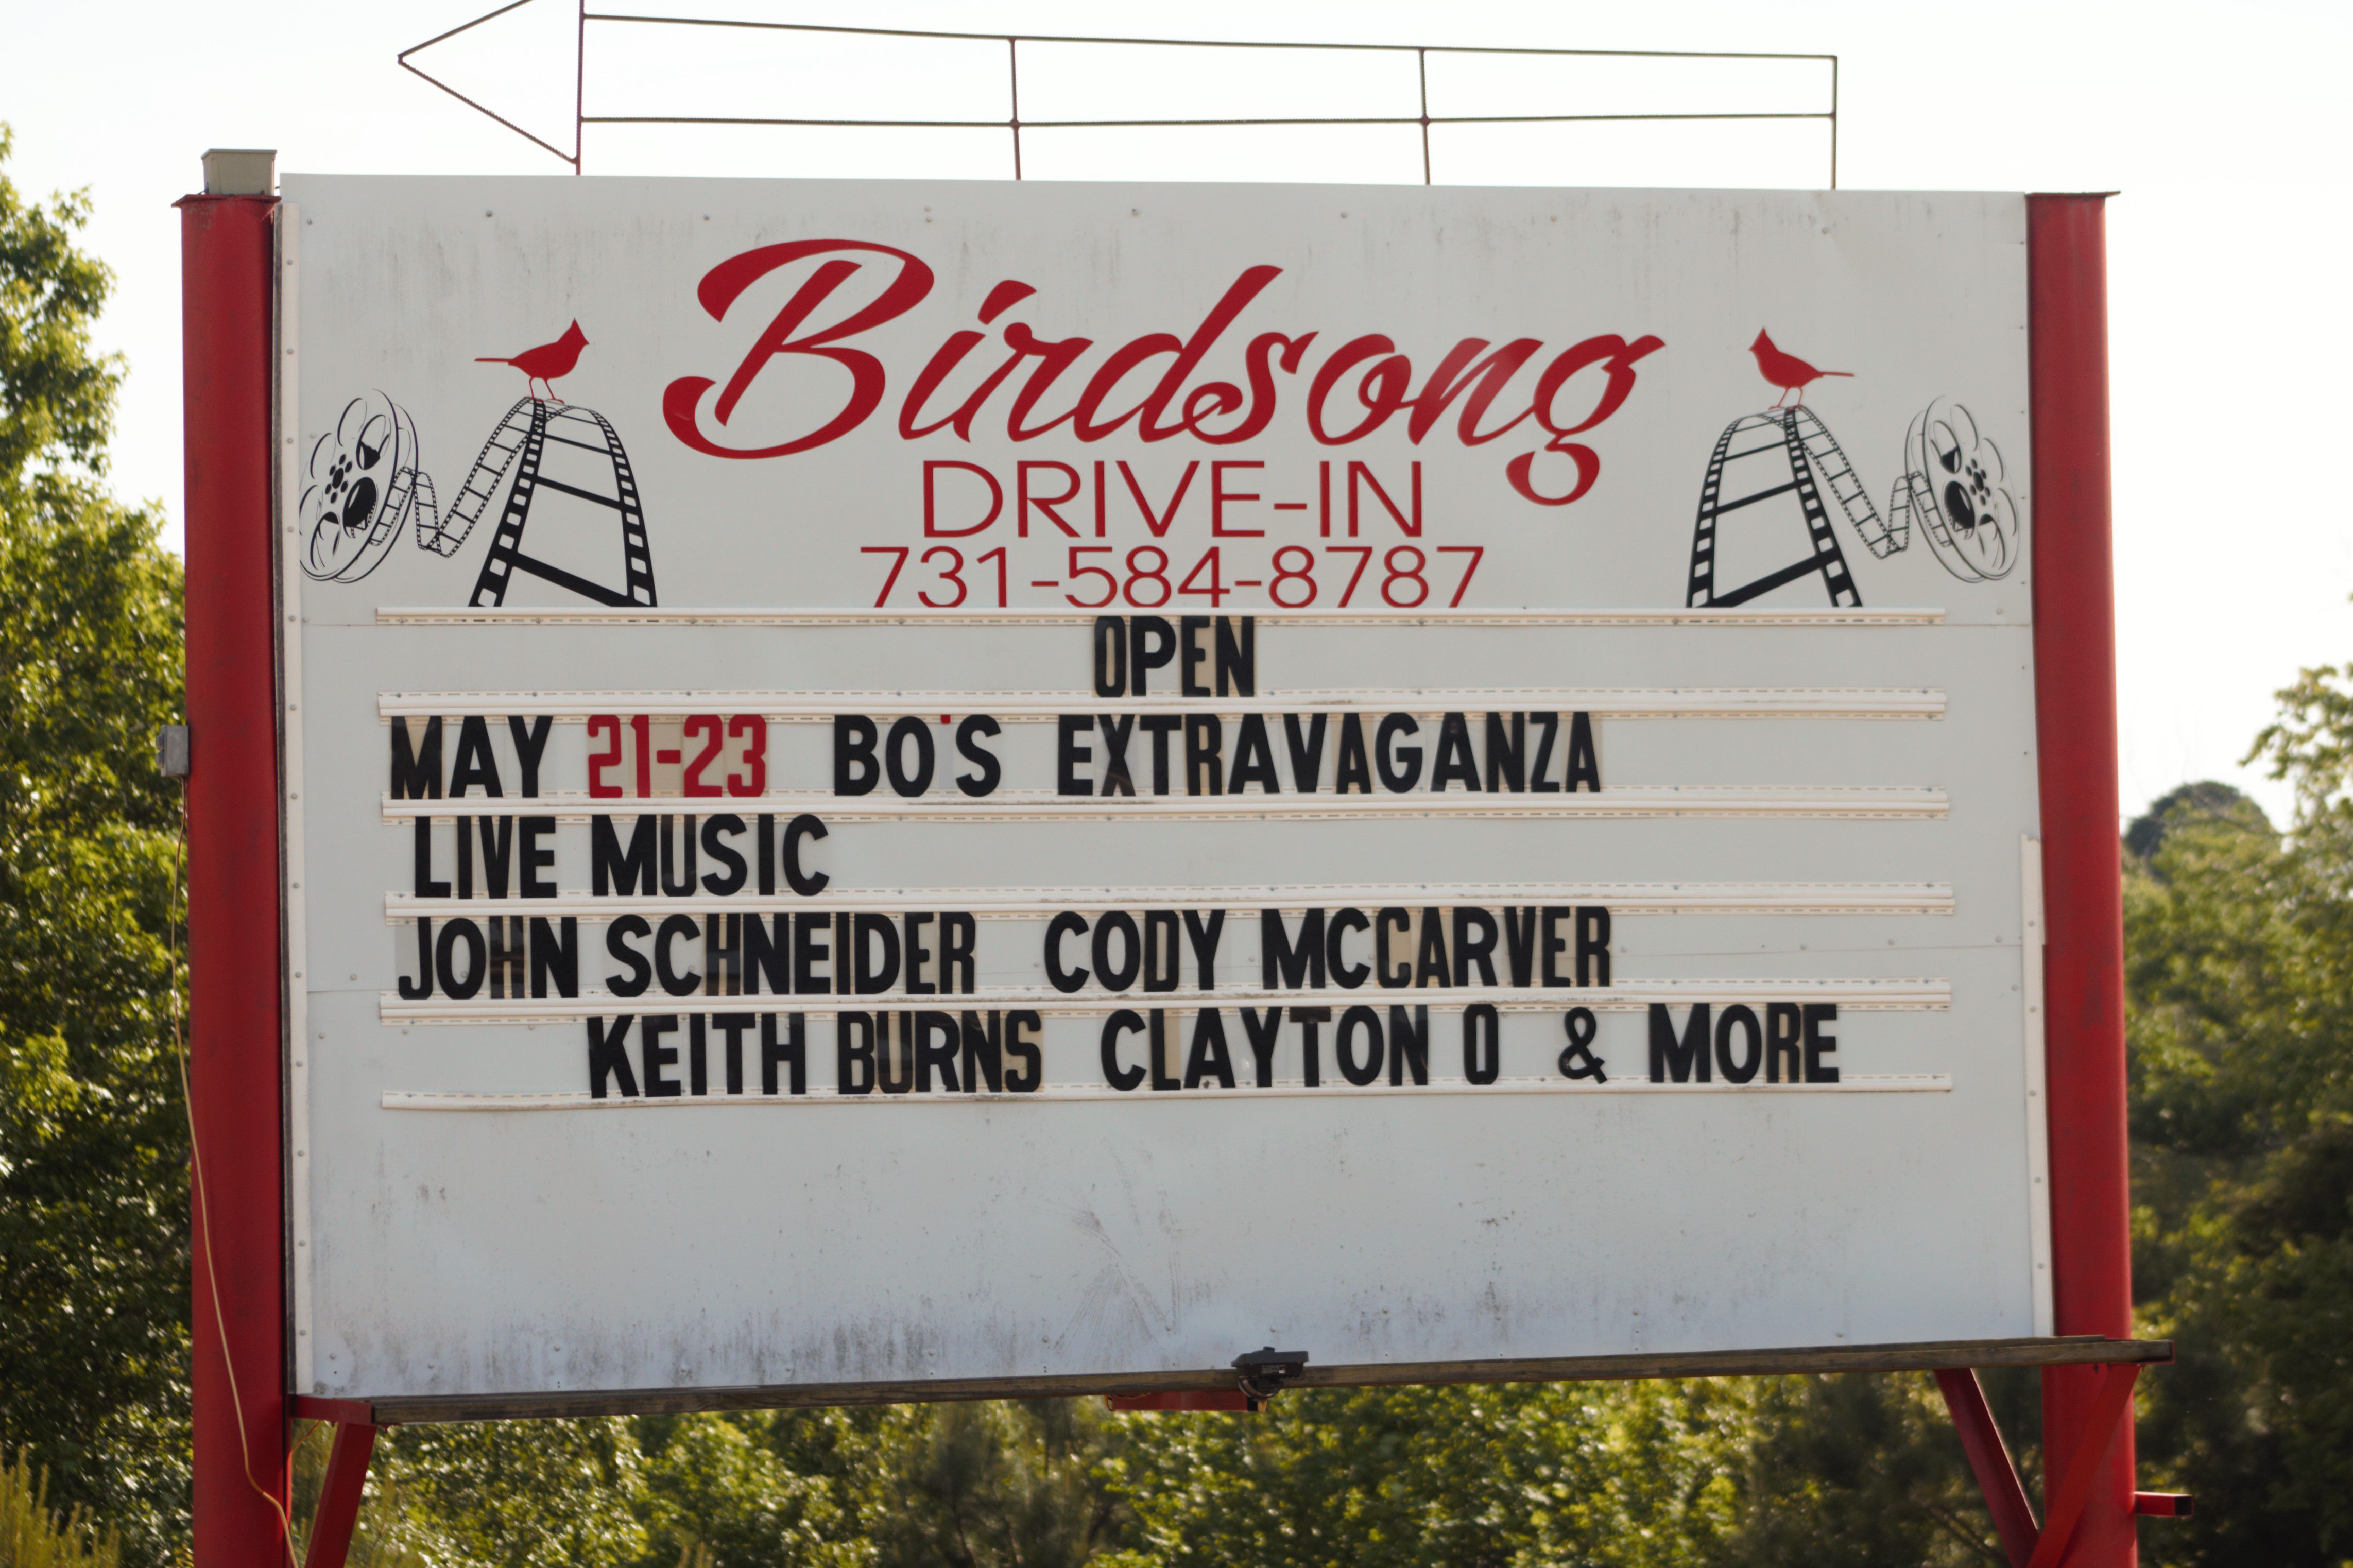 Birdsong
DRIVE-IN
731-584-8787
OPEN
MAY 21-23 BO'S EXTRAVAGANZA
LIVE MUSIC
JOHN SCHNEIDER CODY MCCARVER
KEITH BURNS CLAYTON Q & MORE